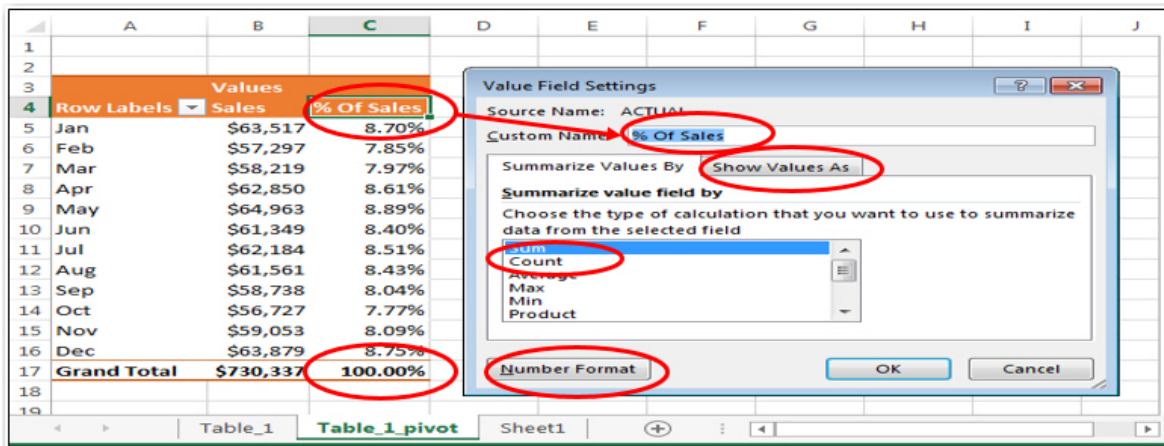 A B C D E F G H I J
1
2
3 Values
4 Row Labels Sales % Of Sales
5 Jan $63,517 8.70%
6 Feb $57,297 7.85%
7 Mar $58,219 7.97%
8 Apr $62,850 8.61%
9 May $64,963 8.89%
10 Jun $61,349 8.40%
11 Jul $62,184 8.51%
12 Aug $61,561 8.43%
13 Sep $58,738 8.04%
14 Oct $56,727 7.77%
15 Nov $59,053 8.09%
16 Dec $63,879 8.75%
17 Grand Total $730,337 100.00%
18
19
Value Field Settings
Source Name: ACTUAL
Custom Name: % Of Sales
Summarize Values By Show Values As
Summarize value field by
Choose the type of calculation that you want to use to summarize
data from the selected field
Sum
Count
Average
Max
Min
Product
Number Format OK Cancel
Table_1 Table_1_pivot Sheet1